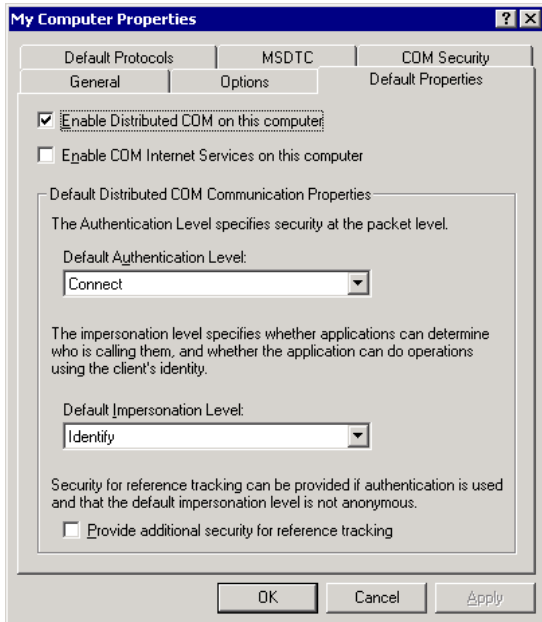 My Computer Properties
Default Protocols MSDTC COM Security
General Options Default Properties
Enable Distributed COM on this computer
Enable COM Internet Services on this computer
Default Distributed COM Communication Properties
The Authentication Level specifies security at the packet level.
Default Authentication Level:
Connect
The impersonation level specifies whether applications can determine
who is calling them, and whether the application can do operations
using the client's identity.
Default Impersonation Level:
Identify
Security for reference tracking can be provided if authentication is used
and that the default impersonation level is not anonymous.
Provide additional security for reference tracking
OK Cancel Apply